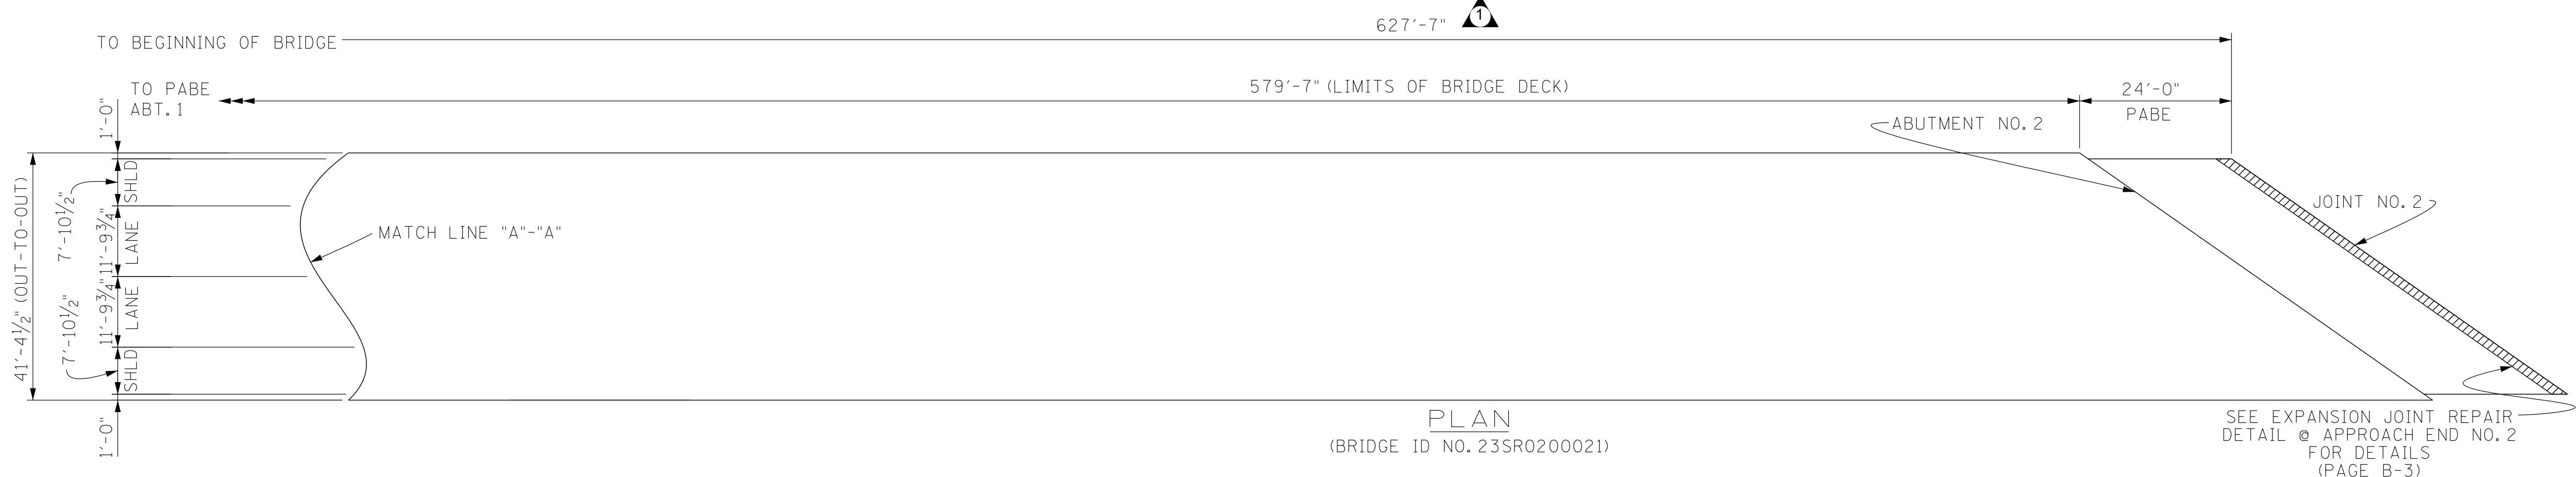 627′-7"
1
TO BEGINNING OF BRIDGE
TO PABE
ABT. 1
579′-7" (LIMITS OF BRIDGE DECK)
24′-0"
PABE
ABUTMENT NO. 2
1′-0"
SHLD
7′-10½"
LANE
11′-9¾"
LANE
11′-9¾"
SHLD
7′-10½"
1′-0"
41′-4½" (OUT-TO-OUT)
MATCH LINE "A"-"A"
JOINT NO. 2
PLAN
(BRIDGE ID NO. 23SR0200021)
SEE EXPANSION JOINT REPAIR
DETAIL @ APPROACH END NO. 2
FOR DETAILS
(PAGE B-3)